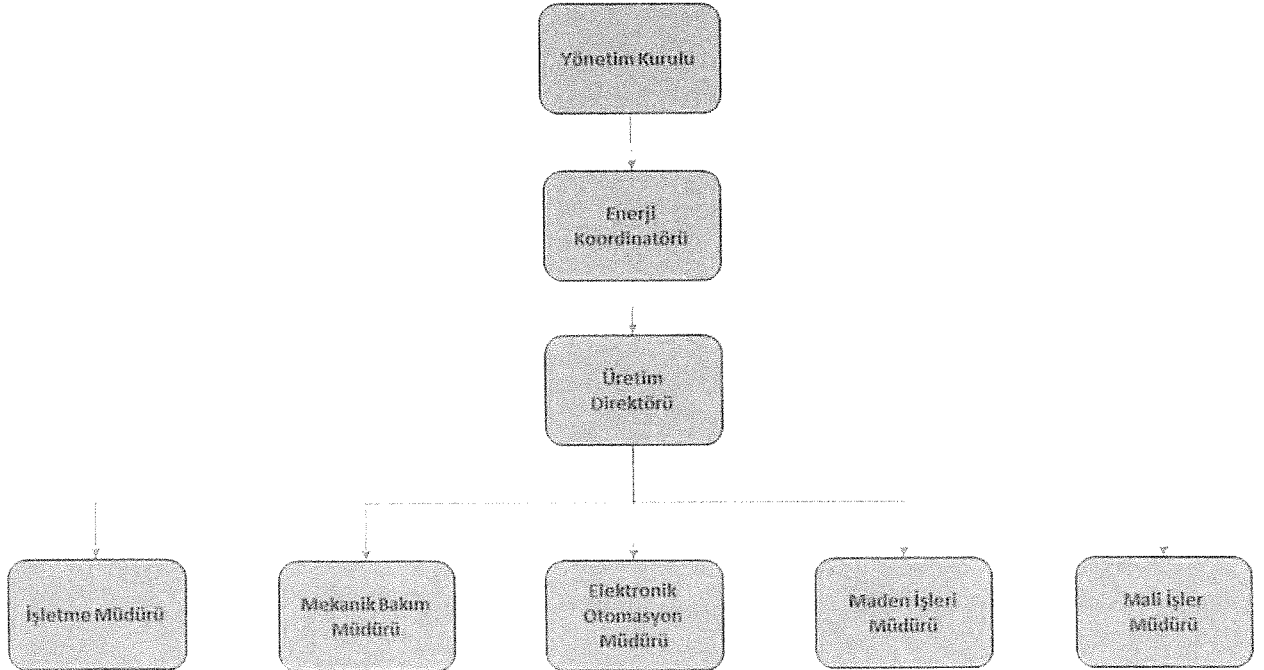 Yönetim Kurulu
Enerji
Koordinatörü
Üretim
Direktörü
İşletme Müdürü
Mekanik Bakım
Müdürü
Elektronik
Otomasyon
Müdürü
Maden İşleri
Müdürü
Mali İşler
Müdürü